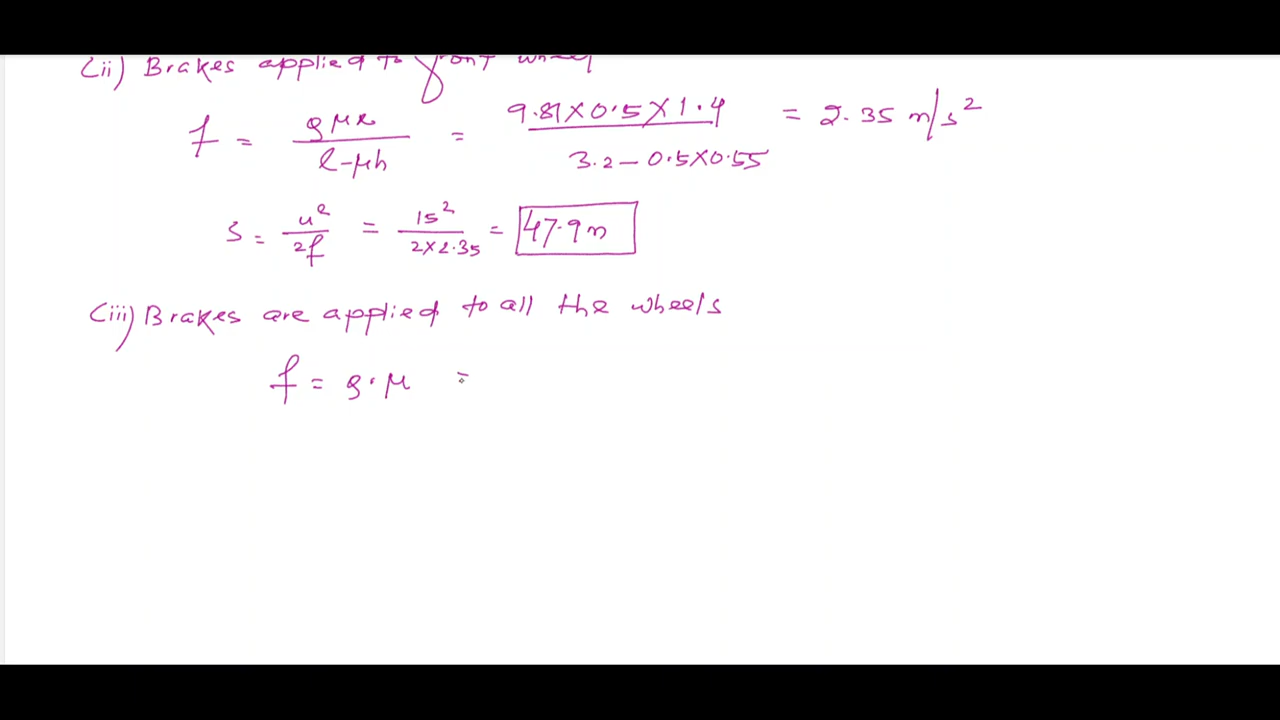 (ii) Brakes applied to front wheel
f = gμx / l-μh = 9.81×0.5×1.4 / 3.2-0.5×0.55 = 2.35 m/s²
s = u² / 2f = 15² / 2×2.35 = 47.9m
(iii) Brakes are applied to all the wheels
f = g.μ =